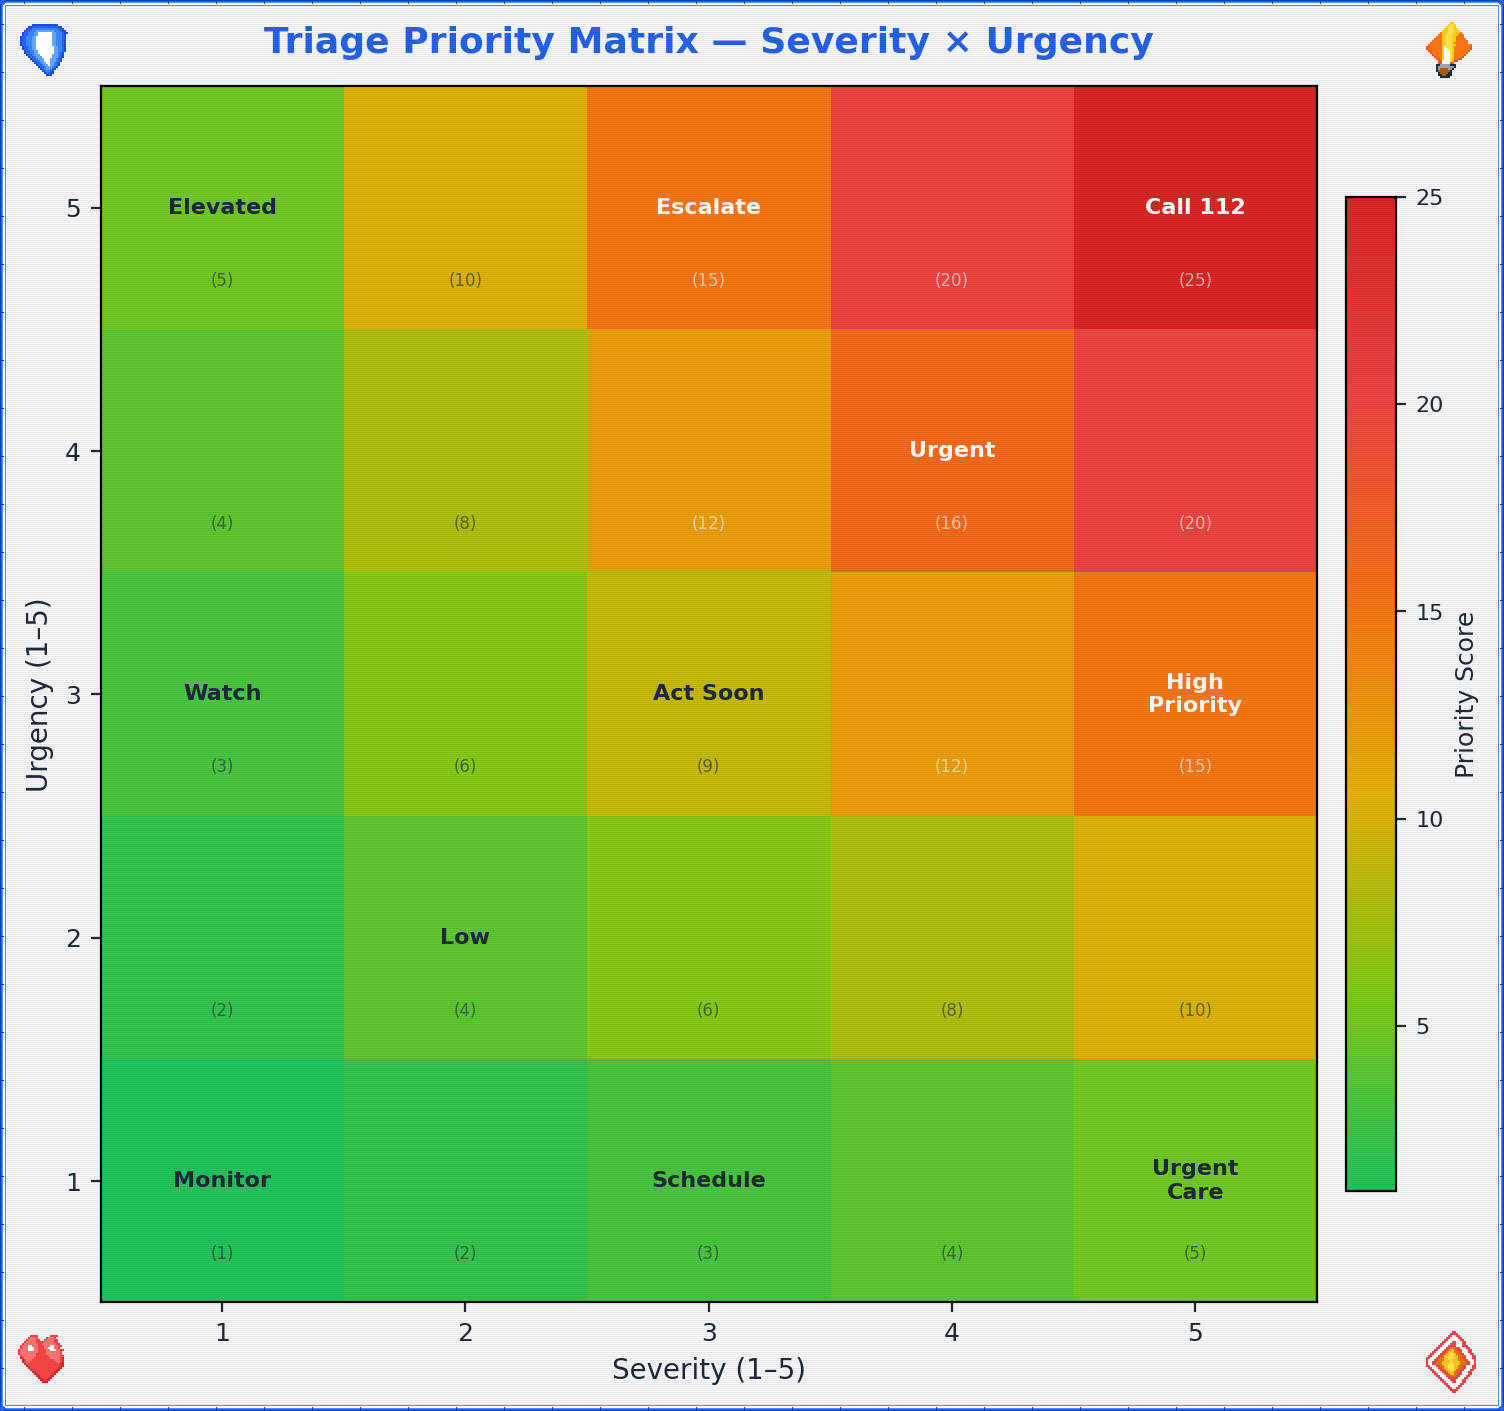 Triage Priority Matrix — Severity × Urgency
5
Elevated
Escalate
Call 112
(5)
(10)
(15)
(20)
(25)
4
Urgent
(4)
(8)
(12)
(16)
(20)
3
Watch
Act Soon
High
Priority
(3)
(6)
(9)
(12)
(15)
2
Low
(2)
(4)
(6)
(8)
(10)
1
Monitor
Schedule
Urgent
Care
(1)
(2)
(3)
(4)
(5)
1
2
3
4
5
Severity (1–5)
Urgency (1–5)
25
20
15
10
5
Priority Score